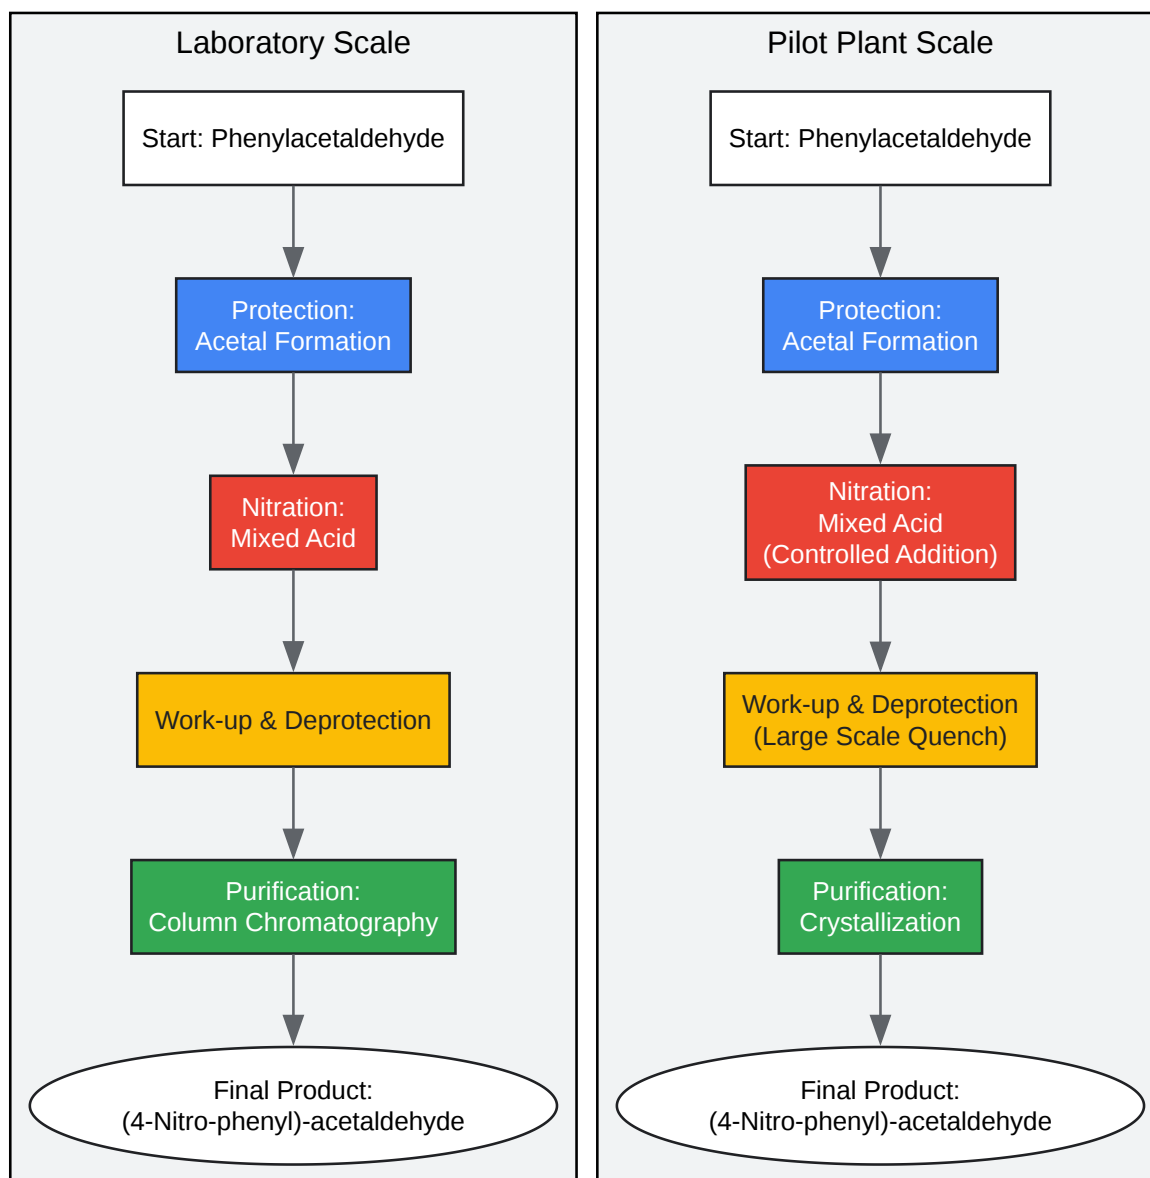 Laboratory Scale
Start: Phenylacetaldehyde
Protection:
Acetal Formation
Nitration:
Mixed Acid
Work-up & Deprotection
Purification:
Column Chromatography
Final Product:
(4-Nitro-phenyl)-acetaldehyde
Pilot Plant Scale
Start: Phenylacetaldehyde
Protection:
Acetal Formation
Nitration:
Mixed Acid
(Controlled Addition)
Work-up & Deprotection
(Large Scale Quench)
Purification:
Crystallization
Final Product:
(4-Nitro-phenyl)-acetaldehyde